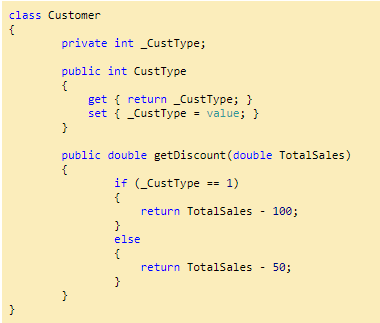 class Customer
{
        private int _CustType;

        public int CustType
        {
            get { return _CustType; }
            set { _CustType = value; }
        }

        public double getDiscount(double TotalSales)
        {
                if (_CustType == 1)
                {
                    return TotalSales - 100;
                }
                else
                {
                    return TotalSales - 50;
                }
        }
}